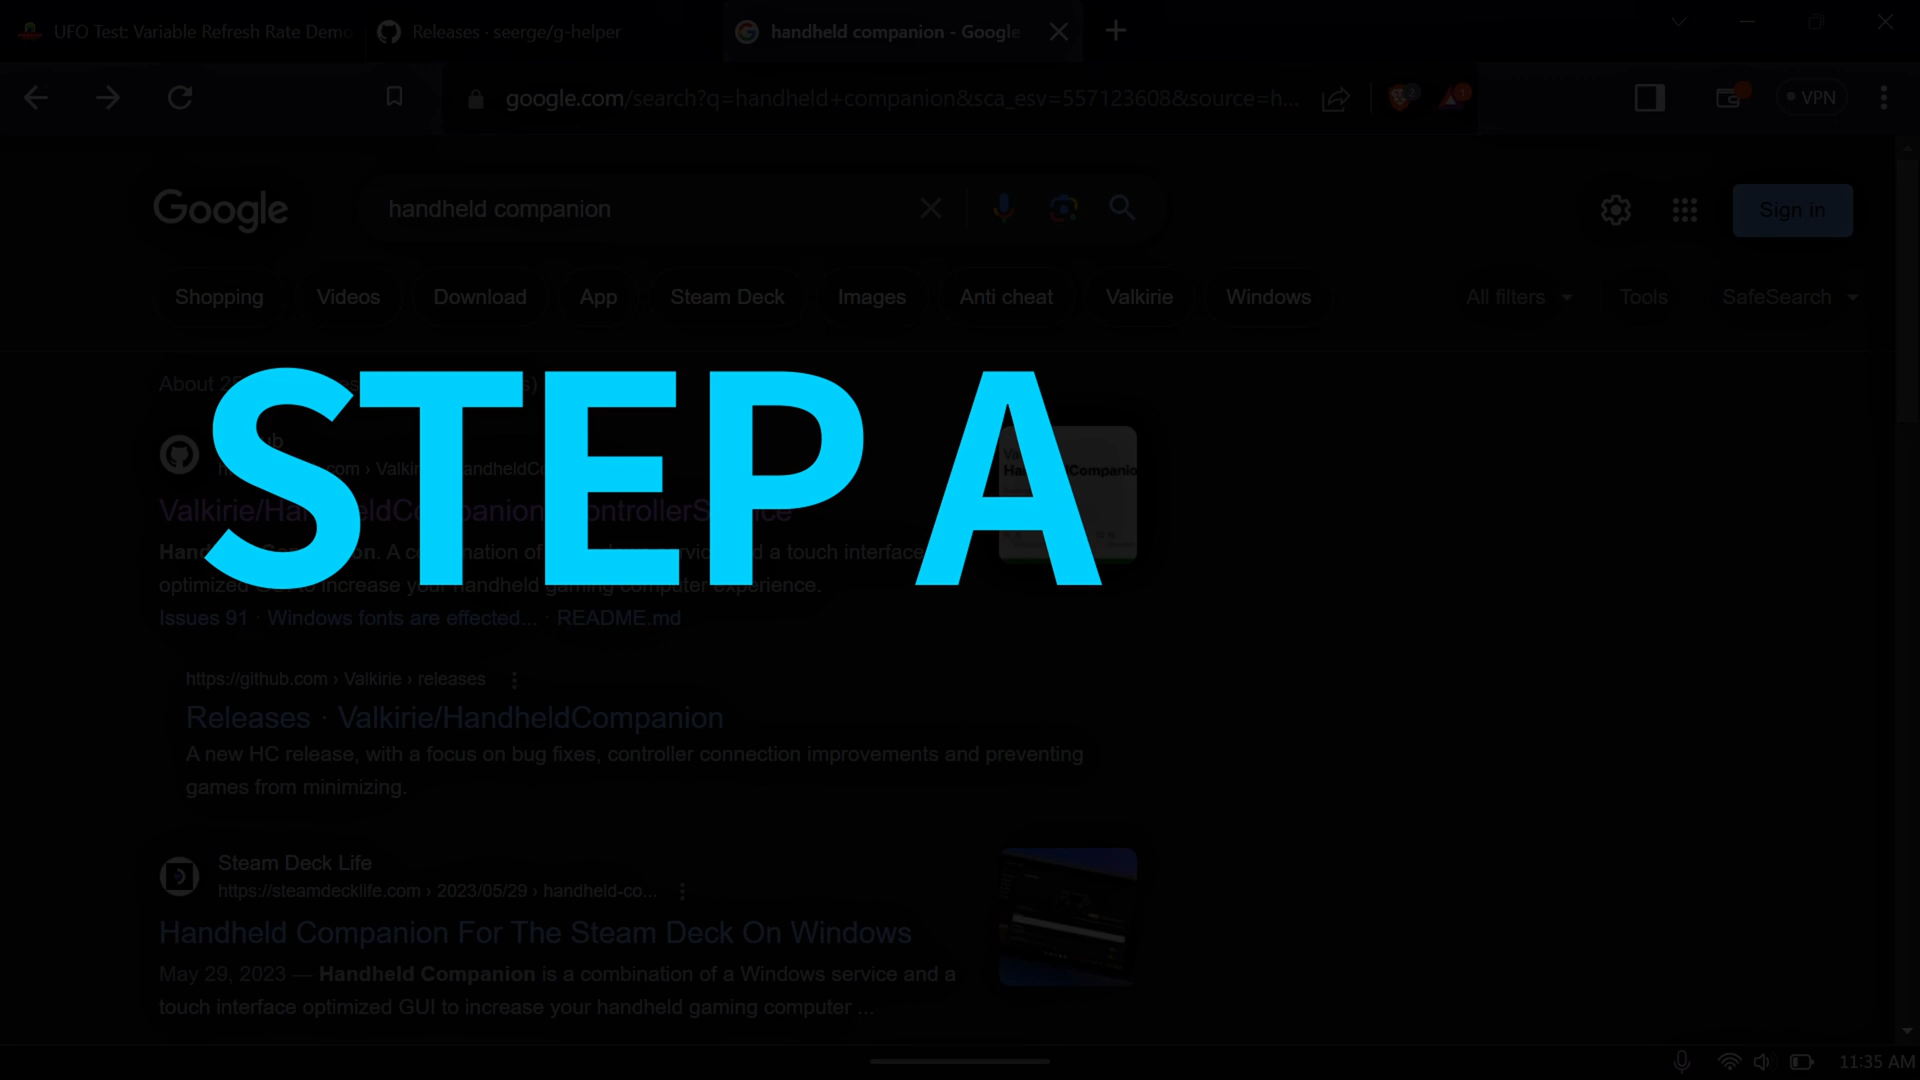 UFO Test: Variable Refresh Rate Demo
Releases · seerge/g-helper
handheld companion - Google
google.com/search?q=handheld+companion&sca_esv=557123608&source=h...
2
1
VPN
Google
handheld companion
Sign in
Shopping
Videos
Download
App
Steam Deck
Images
Anti cheat
Valkirie
Windows
All filters
Tools
SafeSearch
About
STEP A
Issues 91 · Windows fonts are effected... · README.md
https://github.com › Valkirie › releases
Releases · Valkirie/HandheldCompanion
A new HC release, with a focus on bug fixes, controller connection improvements and preventing
games from minimizing.
Steam Deck Life
https://steamdecklife.com › 2023/05/29 › handheld-co...
Handheld Companion For The Steam Deck On Windows
May 29, 2023 — Handheld Companion is a combination of a Windows service and a
touch interface optimized GUI to increase your handheld gaming computer ...
11:35 AM